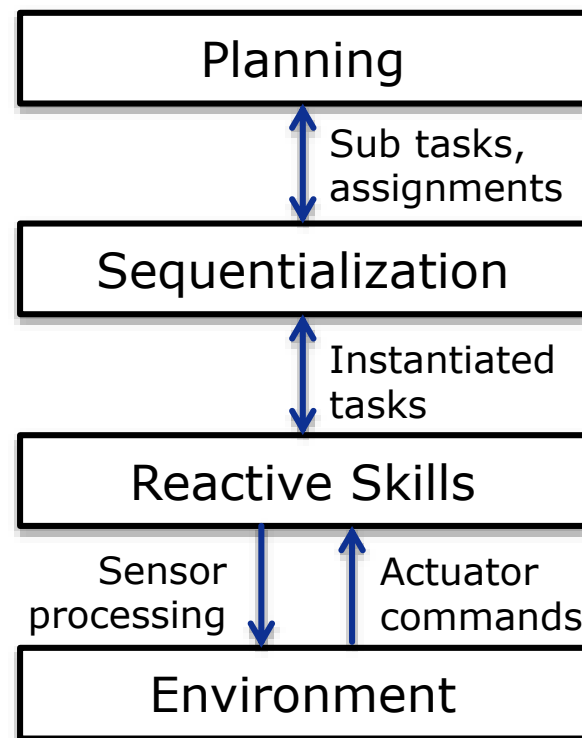 Planning
Sub tasks,
assignments
Sequentialization
Instantiated
tasks
Reactive Skills
Sensor
processing
Actuator
commands
Environment